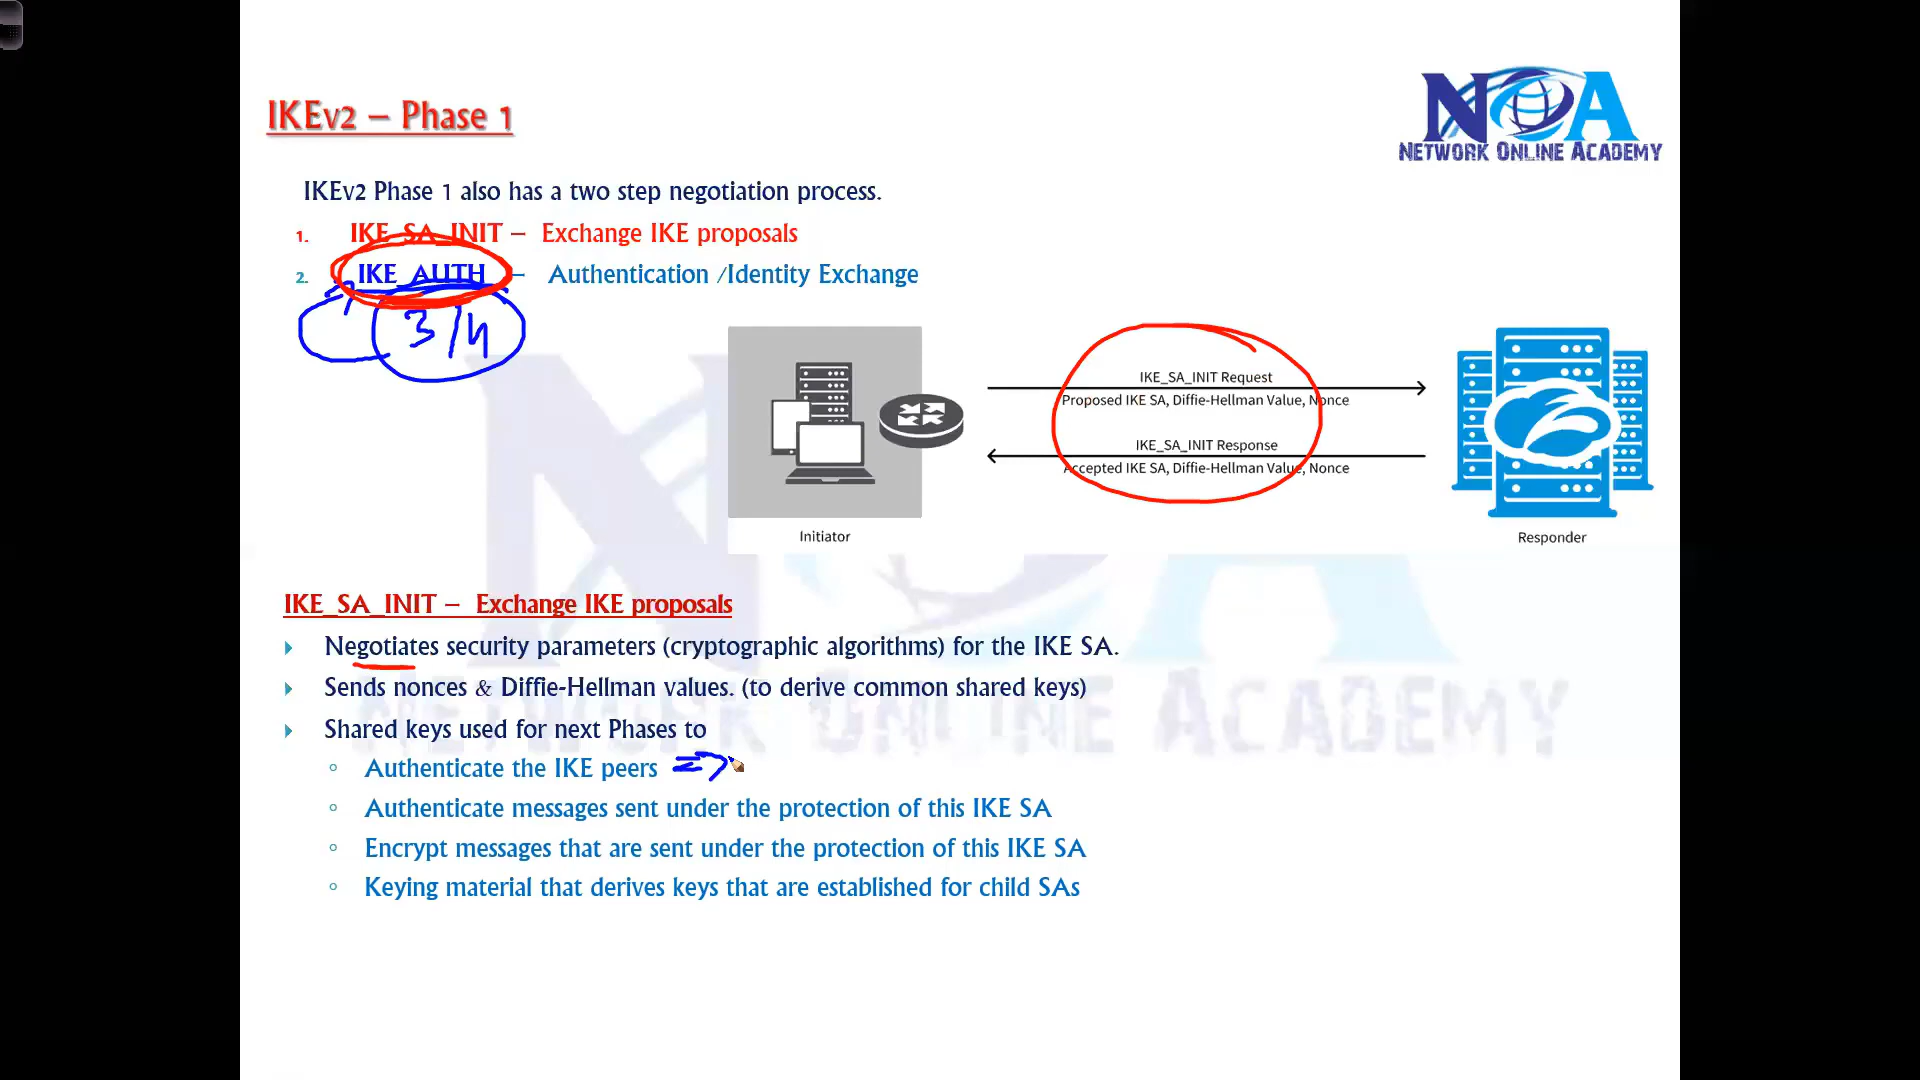 IKEv2 – Phase 1
NOA
NETWORK ONLINE ACADEMY
IKEv2 Phase 1 also has a two step negotiation process.
1. IKE_SA_INIT – Exchange IKE proposals
2. IKE_AUTH – Authentication /Identity Exchange
3/4
IKE_SA_INIT Request
Proposed IKE SA, Diffie-Hellman Value, Nonce
IKE_SA_INIT Response
Accepted IKE SA, Diffie-Hellman Value, Nonce
Initiator
Responder
IKE_SA_INIT – Exchange IKE proposals
Negotiates security parameters (cryptographic algorithms) for the IKE SA.
Sends nonces & Diffie-Hellman values. (to derive common shared keys)
Shared keys used for next Phases to
Authenticate the IKE peers
Authenticate messages sent under the protection of this IKE SA
Encrypt messages that are sent under the protection of this IKE SA
Keying material that derives keys that are established for child SAs
NOA
NETWORK ONLINE ACADEMY